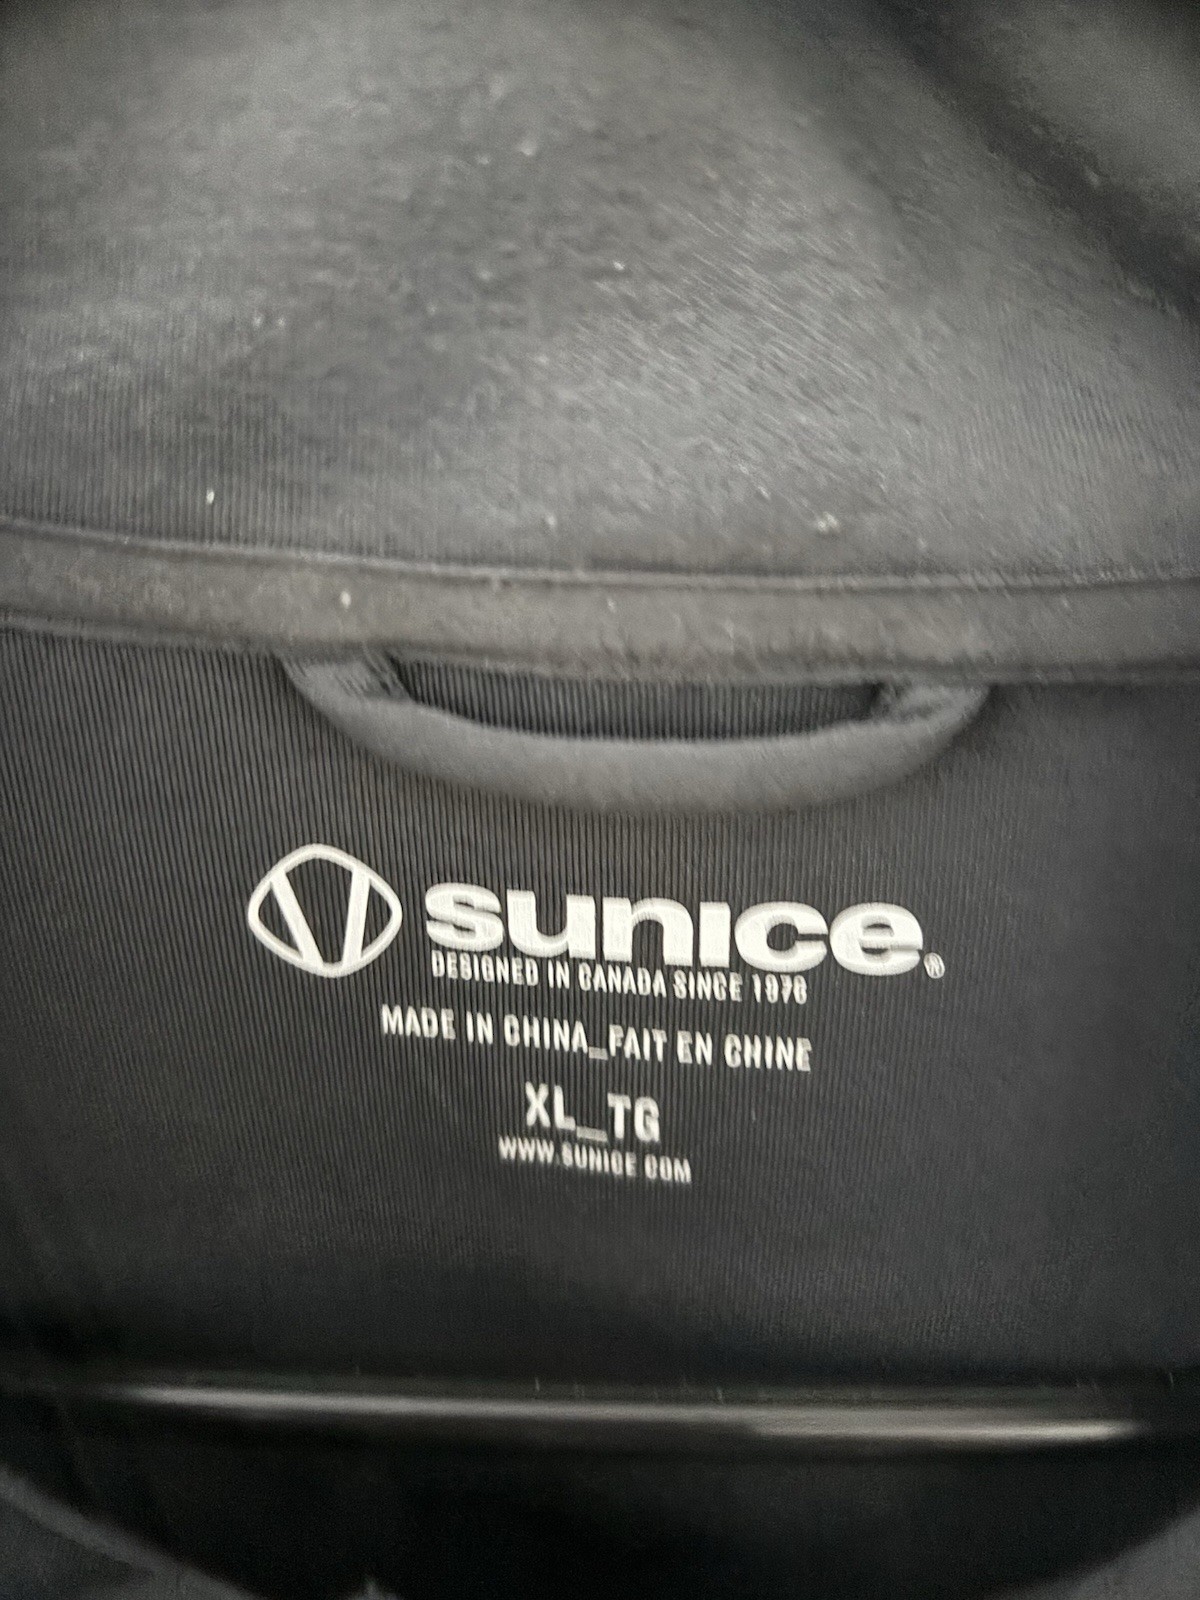 sunice®
DESIGNED IN CANADA SINCE 1976
MADE IN CHINA_FAIT EN CHINE
XL_TG
WWW.SUNICE.COM